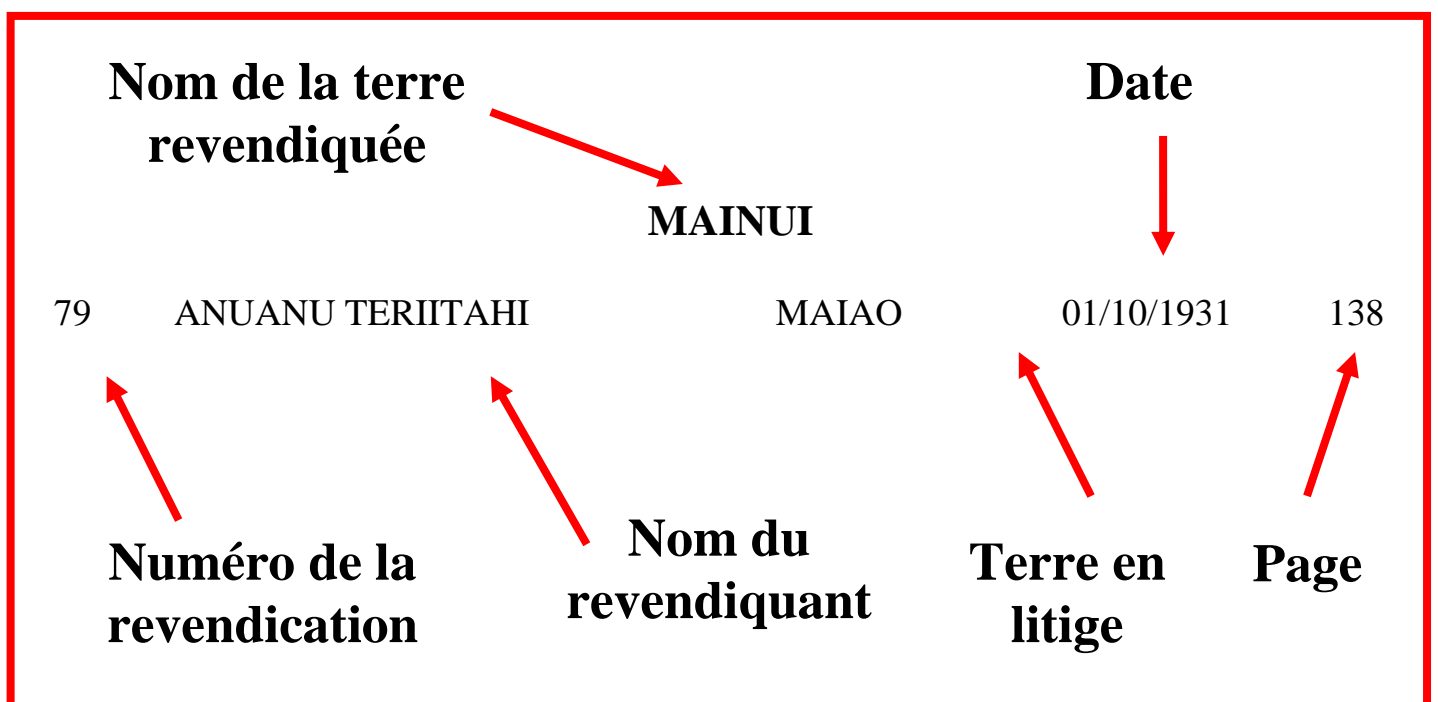 Nom de la terre
revendiquée
Date
MAINUI
79 ANUANU TERIITAHI MAIAO 01/10/1931 138
Numéro de la
revendication
Nom du
revendiquant
Terre en
litige
Page